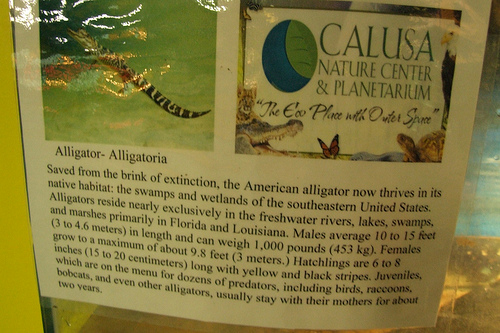 CALUSA
NATURE CENTER
& PLANETARIUM
"The Eco Place with Outer Space"
Alligator- Alligatoria
Saved from the brink of extinction, the American alligator now thrives in its
native habitat: the swamps and wetlands of the southeastern United States.
Alligators reside nearly exclusively in the freshwater rivers, lakes, swamps,
and marshes primarily in Florida and Louisiana. Males average 10 to 15 feet
(3 to 4.6 meters) in length and can weigh 1,000 pounds (453 kg). Females
grow to a maximum of about 9.8 feet (3 meters.) Hatchlings are 6 to 8
inches (15 to 20 centimeters) long with yellow and black stripes. Juveniles,
which are on the menu for dozens of predators, including birds, raccoons,
bobcats, and even other alligators, usually stay with their mothers for about
two years.